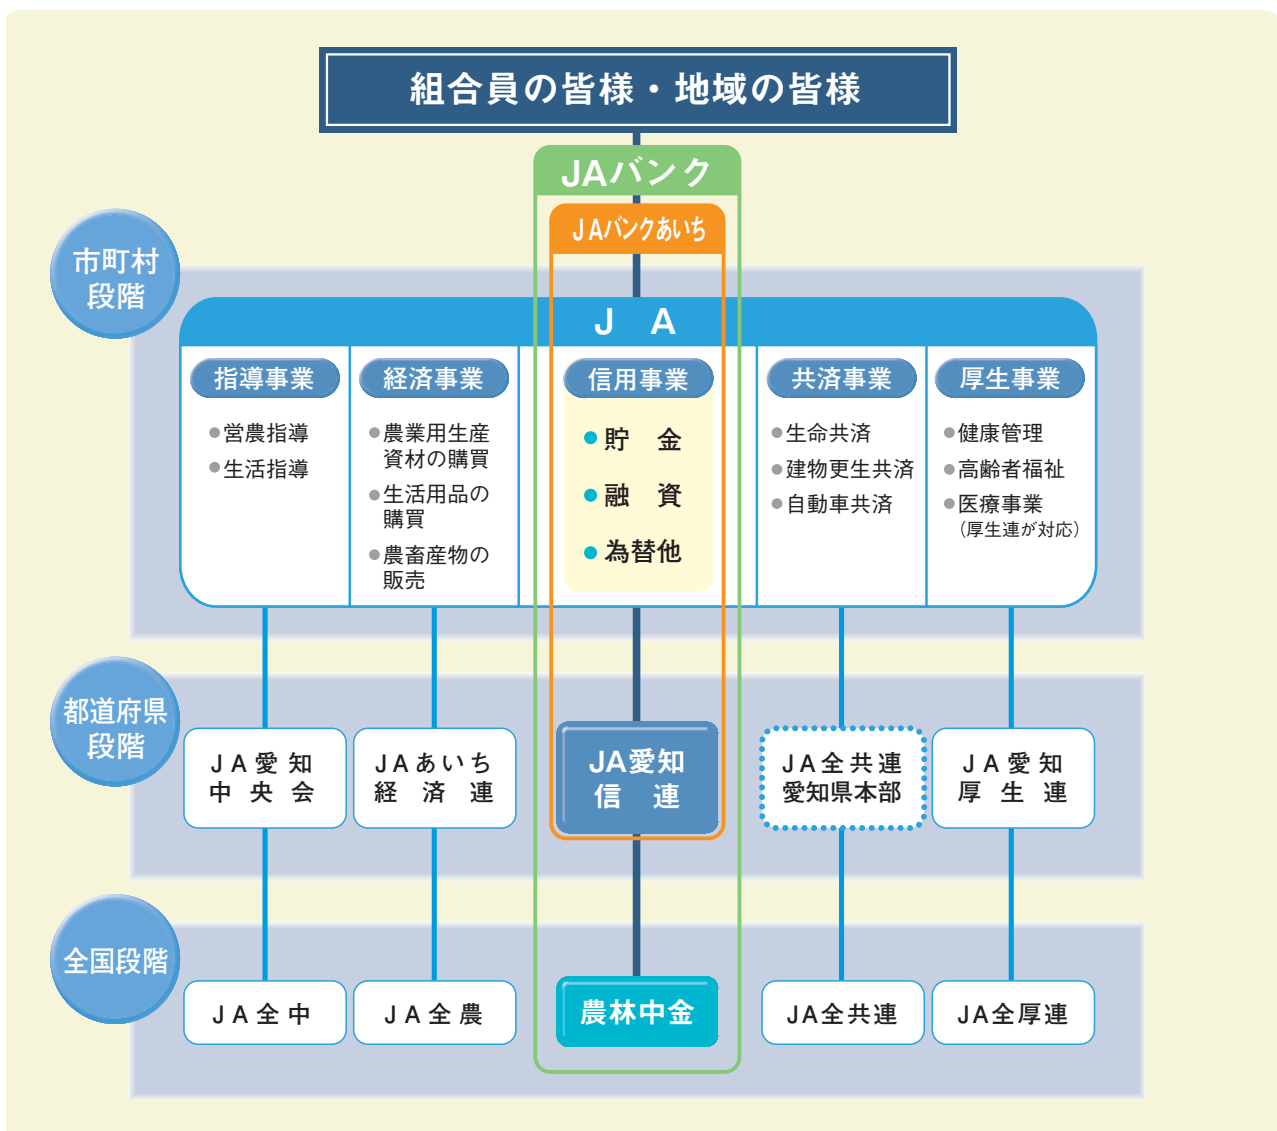 組合員の皆様・地域の皆様
JAバンク
JAバンクあいち
市町村
段階
J A
指導事業
●営農指導
●生活指導
経済事業
●農業用生産
資材の購買
●生活用品の
購買
●農畜産物の
販売
信用事業
●貯 金
●融 資
●為替他
共済事業
●生命共済
●建物更生共済
●自動車共済
厚生事業
●健康管理
●高齢者福祉
●医療事業
(厚生連が対応)
都道府県
段階
JA愛知
中央会
JAあいち
経済連
JA愛知
信連
JA全共連
愛知県本部
JA愛知
厚生連
全国段階
JA全中
JA全農
農林中金
JA全共連
JA全厚連